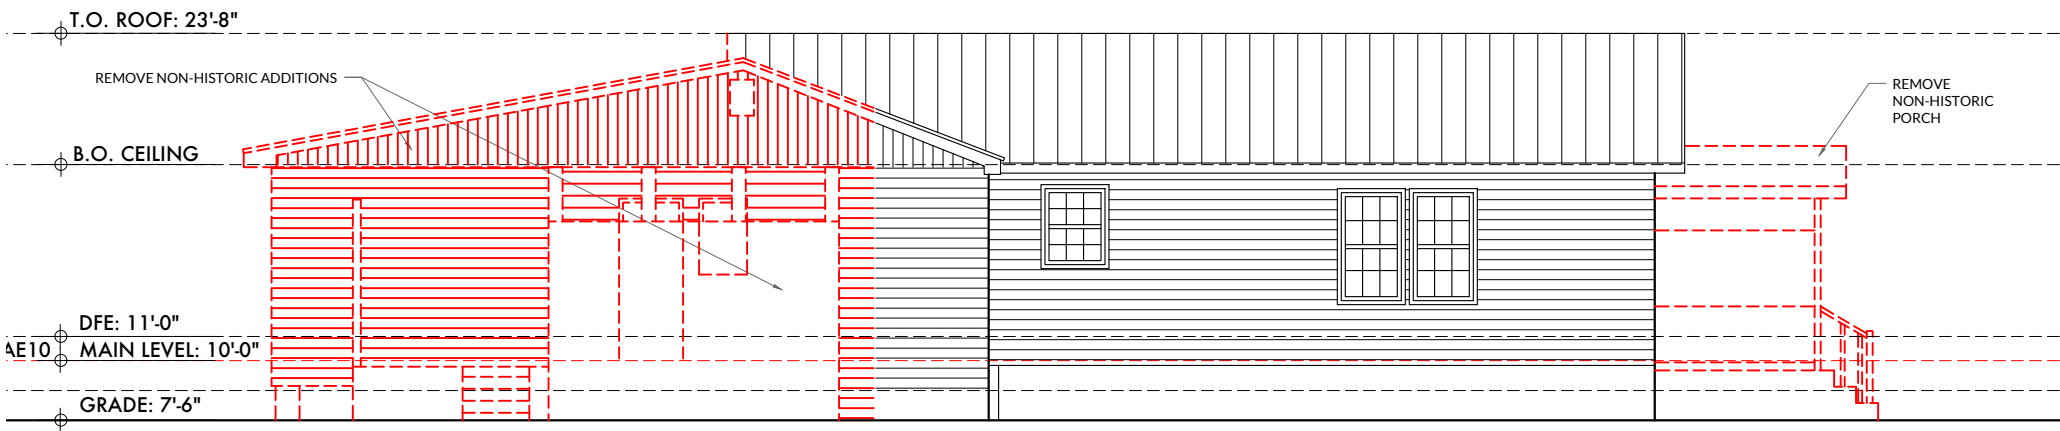 T.O. ROOF: 23'-8"
REMOVE NON-HISTORIC ADDITIONS
REMOVE
NON-HISTORIC
PORCH
B.O. CEILING
DFE: 11'-0"
AE10
MAIN LEVEL: 10'-0"
GRADE: 7'-6"